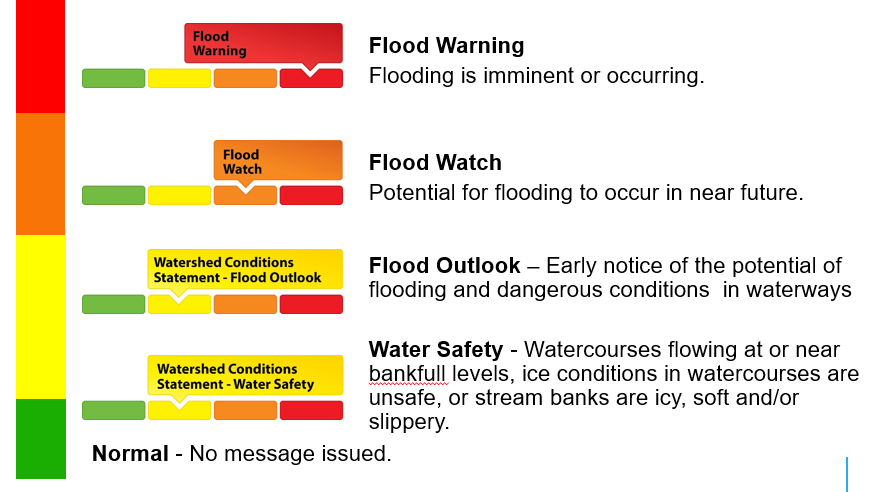 Flood
Warning
Flood Warning
Flooding is imminent or occurring.
Flood
Watch
Flood Watch
Potential for flooding to occur in near future.
Watershed Conditions
Statement - Flood Outlook
Flood Outlook – Early notice of the potential of
flooding and dangerous conditions  in waterways
Watershed Conditions
Statement - Water Safety
Water Safety - Watercourses flowing at or near
bankfull levels, ice conditions in watercourses are
unsafe, or stream banks are icy, soft and/or
slippery.
Normal - No message issued.